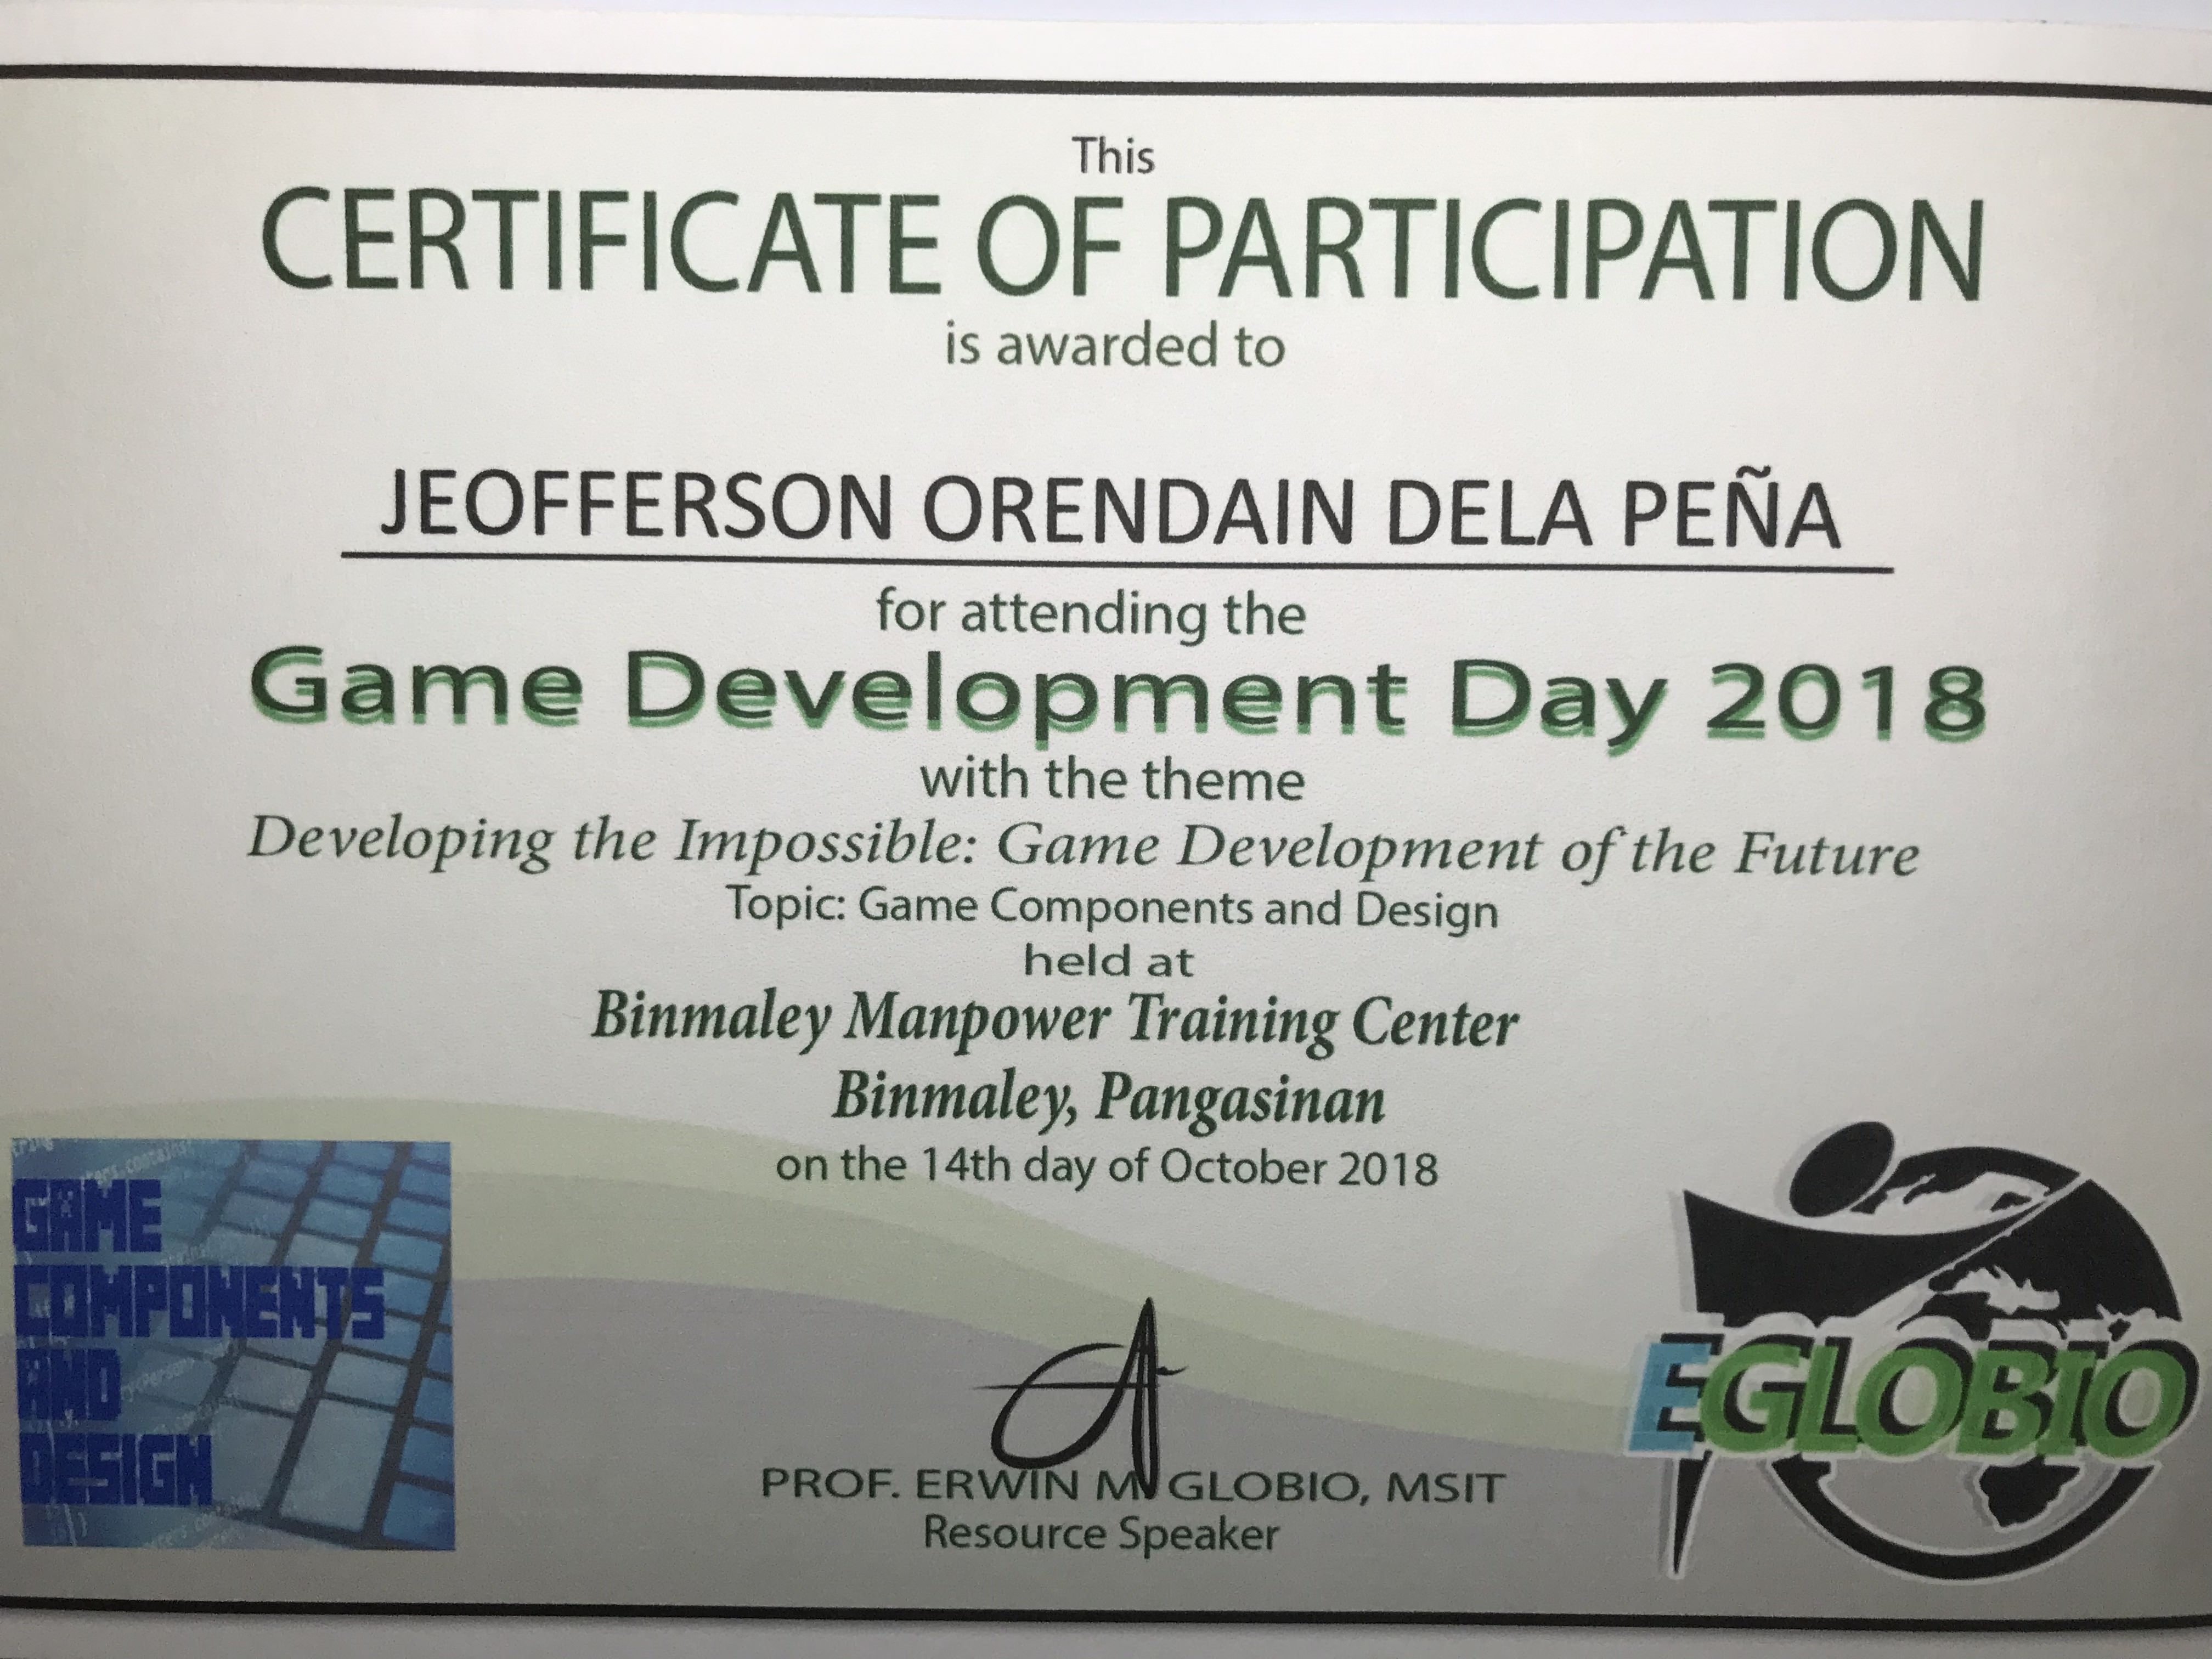 This
CERTIFICATE OF PARTICIPATION
is awarded to
JEOFFERSON ORENDAIN DELA PEÑA
for attending the
Game Development Day 2018
with the theme
Developing the Impossible: Game Development of the Future
Topic: Game Components and Design
held at
Binmaley Manpower Training Center
Binmaley, Pangasinan
on the 14th day of October 2018
GAME
COMPONENTS
AND
DESIGN
EGLOBIO
PROF. ERWIN M. GLOBIO, MSIT
Resource Speaker